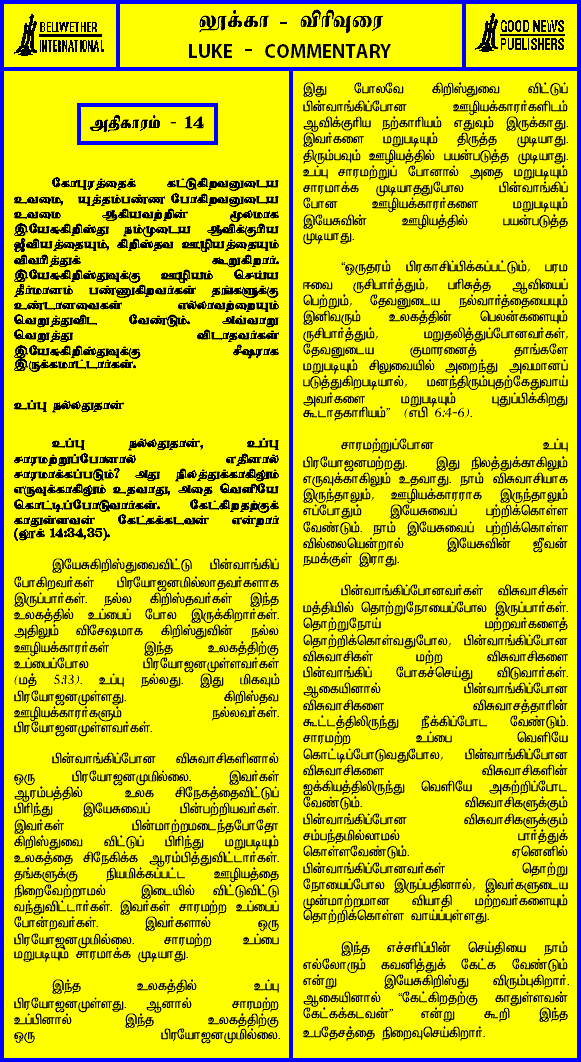 BELLWETHER
INTERNATIONAL
லூக்கா - விரிவுரை
LUKE - COMMENTARY
GOOD NEWS
PUBLISHERS
அதிகாரம் - 14
கோபுரத்தைக் கட்டுகிறவனுடைய
உவமை, யுத்தம்பண்ண போகிறவனுடைய
உவமை ஆகியவற்றின் மூலமாக
இயேசுகிறிஸ்து நம்முடைய ஆவிக்குரிய
ஜீவியத்தையும், கிறிஸ்தவ ஊழியத்தையும்
விவரித்துக் கூறுகிறார்.
இயேசுகிறிஸ்துவுக்கு ஊழியம் செய்ய
தீர்மானம் பண்ணுகிறவர்கள் தங்களுக்கு
உண்டானவைகள் எல்லாவற்றையும்
வெறுத்துவிட வேண்டும். அவ்வாறு
வெறுத்து விடாதவர்கள்
இயேசுகிறிஸ்துவுக்கு சீஷராக
இருக்கமாட்டார்கள்.
உப்பு நல்லதுதான்
உப்பு நல்லதுதான், உப்பு
சாரமற்றுப்போனால் எதினால்
சாரமாக்கப்படும்? அது நிலத்துக்காகிலும்
எருவுக்காகிலும் உதவாது, அதை வெளியே
கொட்டிப்போடுவார்கள். கேட்கிறதற்குக்
காதுள்ளவன் கேட்கக்கடவன் என்றார்
(லூக் 14:34,35).
இயேசுகிறிஸ்துவைவிட்டு பின்வாங்கிப்
போகிறவர்கள் பிரயோஜனமில்லாதவர்களாக
இருப்பார்கள். நல்ல கிறிஸ்தவர்கள் இந்த
உலகத்தில் உப்பைப் போல இருக்கிறார்கள்.
அதிலும் விசேஷமாக கிறிஸ்துவின் நல்ல
ஊழியக்காரர்கள் இந்த உலகத்திற்கு
உப்பைப்போல பிரயோஜனமுள்ளவர்கள்
(மத் 5:13). உப்பு நல்லது. இது மிகவும்
பிரயோஜனமுள்ளது. கிறிஸ்தவ
ஊழியக்காரர்களும் நல்லவர்கள்.
பிரயோஜனமுள்ளவர்கள்.
பின்வாங்கிப்போன விசுவாசிகளினால்
ஒரு பிரயோஜனமுமில்லை. இவர்கள்
ஆரம்பத்தில் உலக சிநேகத்தைவிட்டுப்
பிரிந்து இயேசுவைப் பின்பற்றியவர்கள்.
இவர்கள் பின்மாற்றமடைந்தபோதோ
கிறிஸ்துவை விட்டுப் பிரிந்து மறுபடியும்
உலகத்தை சிநேகிக்க ஆரம்பித்துவிட்டார்கள்.
தங்களுக்கு நியமிக்கப்பட்ட ஊழியத்தை
நிறைவேற்றாமல் இடையில் விட்டுவிட்டு
வந்துவிட்டார்கள். இவர்கள் சாரமற்ற உப்பைப்
போன்றவர்கள். இவர்களால் ஒரு
பிரயோஜனமுமில்லை. சாரமற்ற உப்பை
மறுபடியும் சாரமாக்க முடியாது.
இந்த உலகத்தில் உப்பு
பிரயோஜனமுள்ளது. ஆனால் சாரமற்ற
உப்பினால் இந்த உலகத்திற்கு
ஒரு பிரயோஜனமுமில்லை.
இது போலவே கிறிஸ்துவை விட்டுப்
பின்வாங்கிப்போன ஊழியக்காரர்களிடம்
ஆவிக்குரிய நற்காரியம் எதுவும் இருக்காது.
இவர்களை மறுபடியும் திருத்த முடியாது.
திரும்பவும் ஊழியத்தில் பயன்படுத்த முடியாது.
உப்பு சாரமற்றுப் போனால் அதை மறுபடியும்
சாரமாக்க முடியாததுபோல பின்வாங்கிப்
போன ஊழியக்காரர்களை மறுபடியும்
இயேசுவின் ஊழியத்தில் பயன்படுத்த
முடியாது.
“ஒருதரம் பிரகாசிப்பிக்கப்பட்டும், பரம
ஈவை ருசிபார்த்தும், பரிசுத்த ஆவியைப்
பெற்றும், தேவனுடைய நல்வார்த்தையையும்
இனிவரும் உலகத்தின் பெலன்களையும்
ருசிபார்த்தும், மறுதலித்துப்போனவர்கள்,
தேவனுடைய குமாரனைத் தாங்களே
மறுபடியும் சிலுவையில் அறைந்து அவமானப்
படுத்துகிறபடியால், மனந்திரும்புதற்கேதுவாய்
அவர்களை மறுபடியும் புதுப்பிக்கிறது
கூடாதகாரியம்” (எபி 6:4-6).
சாரமற்றுப்போன உப்பு
பிரயோஜனமற்றது. இது நிலத்துக்காகிலும்
எருவுக்காகிலும் உதவாது. நாம் விசுவாசியாக
இருந்தாலும், ஊழியக்காரராக இருந்தாலும்
எப்போதும் இயேசுவைப் பற்றிக்கொள்ள
வேண்டும். நாம் இயேசுவைப் பற்றிக்கொள்ள
வில்லையென்றால் இயேசுவின் ஜீவன்
நமக்குள் இராது.
பின்வாங்கிப்போனவர்கள் விசுவாசிகள்
மத்தியில் தொற்றுநோயைப்போல இருப்பார்கள்.
தொற்றுநோய் மற்றவர்களைத்
தொற்றிக்கொள்வதுபோல, பின்வாங்கிப்போன
விசுவாசிகள் மற்ற விசுவாசிகளை
பின்வாங்கிப் போகச்செய்து விடுவார்கள்.
ஆகையினால் பின்வாங்கிப்போன
விசுவாசிகளை விசுவாசத்தாரின்
கூட்டத்திலிருந்து நீக்கிப்போட வேண்டும்.
சாரமற்ற உப்பை வெளியே
கொட்டிப்போடுவதுபோல, பின்வாங்கிப்போன
விசுவாசிகளை விசுவாசிகளின்
ஐக்கியத்திலிருந்து வெளியே அகற்றிப்போட
வேண்டும். விசுவாசிகளுக்கும்
பின்வாங்கிப்போன விசுவாசிகளுக்கும்
சம்பந்தமில்லாமல் பார்த்துக்
கொள்ளவேண்டும். ஏனெனில்
பின்வாங்கிப்போனவர்கள் தொற்று
நோயைப்போல இருப்பதினால், இவர்களுடைய
முன்மாற்றமான வியாதி மற்றவர்களையும்
தொற்றிக்கொள்ள வாய்ப்புள்ளது.
இந்த எச்சரிப்பின் செய்தியை நாம்
எல்லோரும் கவனித்துக் கேட்க வேண்டும்
என்று இயேசுகிறிஸ்து விரும்புகிறார்.
ஆகையினால் “கேட்கிறதற்கு காதுள்ளவன்
கேட்கக்கடவன்” என்று கூறி இந்த
உபதேசத்தை நிறைவுசெய்கிறார்.